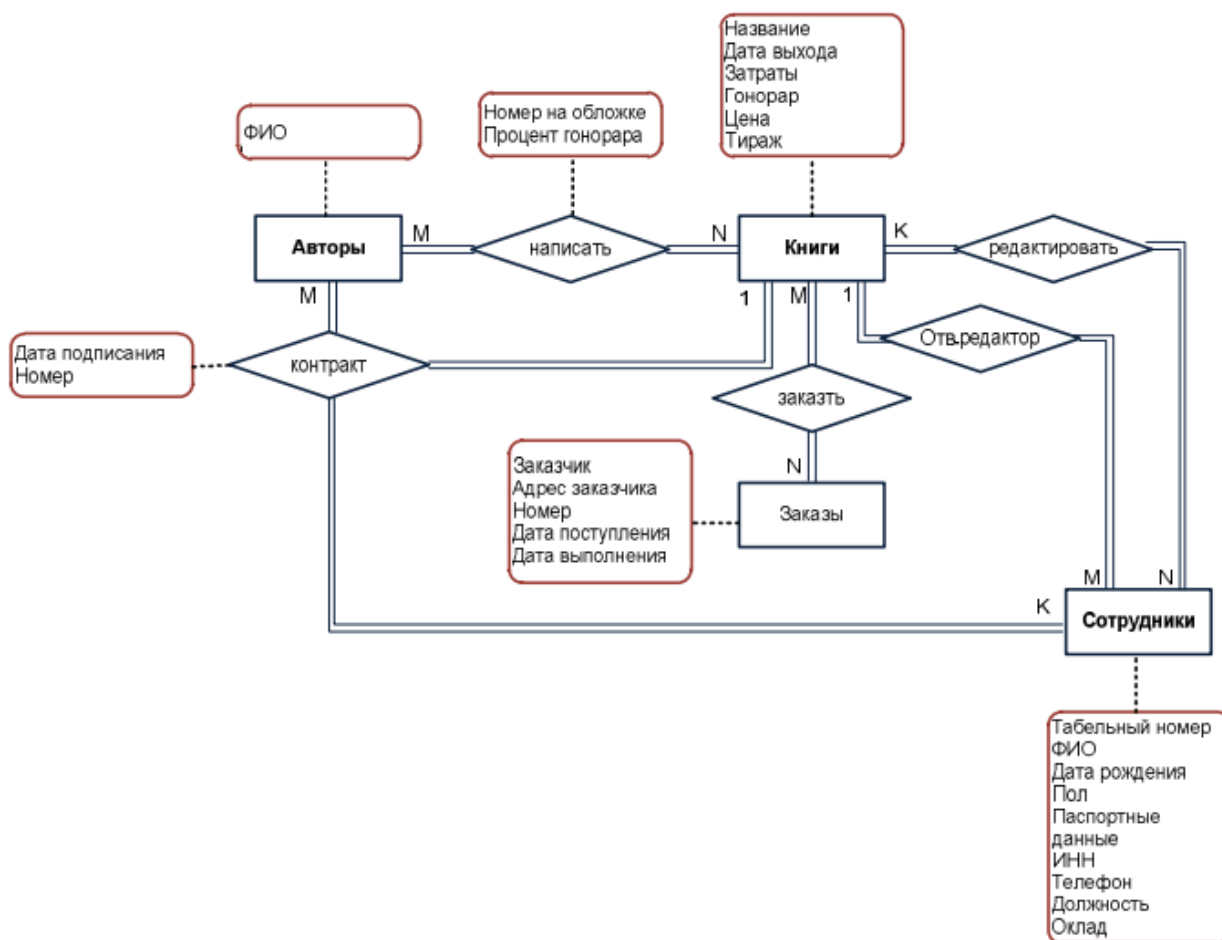 Название
Дата выхода
Затраты
Гонорар
Цена
Тираж
Номер на обложке
Процент гонорара
ФИО
Авторы
M
написать
N
Книги
K
редактировать
M
1
M
1
Отв.редактор
Дата подписания
Номер
контракт
заказть
N
Заказчик
Адрес заказчика
Номер
Дата поступления
Дата выполнения
Заказы
M
N
K
Сотрудники
Табельный номер
ФИО
Дата рождения
Пол
Паспортные
данные
ИНН
Телефон
Должность
Оклад